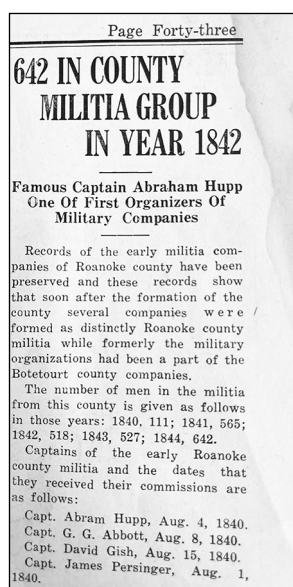 Page Forty-three
642 IN COUNTY
MILITIA GROUP
IN YEAR 1842
Famous Captain Abraham Hupp
One Of First Organizers Of
Military Companies
Records of the early militia com-
panies of Roanoke county have been
preserved and these records show
that soon after the formation of the
county several companies were
formed as distinctly Roanoke county
militia while formerly the military
organizations had been a part of the
Botetourt county companies.
The number of men in the militia
from this county is given as follows
in those years: 1840, 111; 1841, 565;
1842, 518; 1843, 527; 1844, 642.
Captains of the early Roanoke
county militia and the dates that
they received their commissions are
as follows:
Capt. Abram Hupp, Aug. 4, 1840.
Capt. G. G. Abbott, Aug. 8, 1840.
Capt. David Gish, Aug. 15, 1840.
Capt. James Persinger, Aug. 1,
1840.